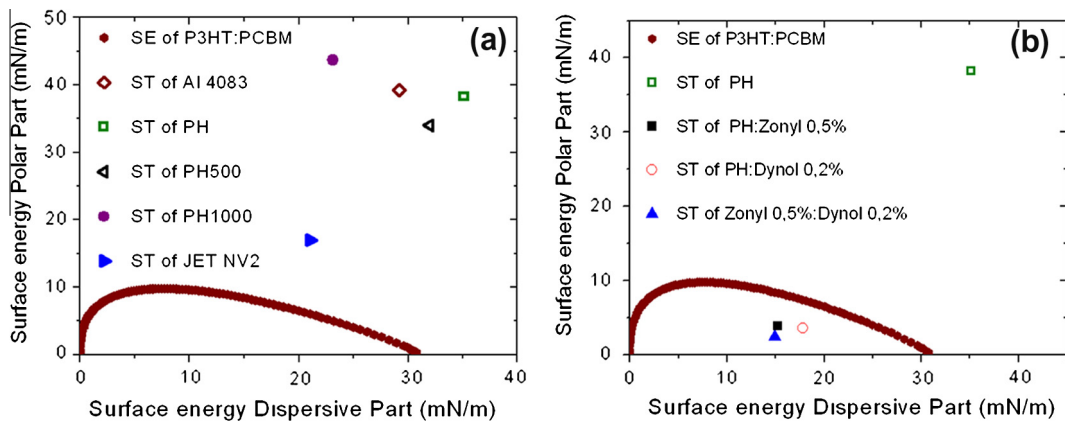 (a)
50
40
30
20
10
0
Surface energy Polar Part (mN/m)
SE of P3HT:PCBM
ST of AI 4083
ST of PH
ST of PH500
ST of PH1000
ST of JET NV2
0 10 20 30 40
Surface energy Dispersive Part (mN/m)
(b)
40
30
20
10
0
Surface energy Polar Part (mN/m)
SE of P3HT:PCBM
ST of PH
ST of PH:Zonyl 0,5%
ST of PH:Dynol 0,2%
ST of Zonyl 0,5%:Dynol 0,2%
0 10 20 30 40
Surface energy Dispersive Part (mN/m)